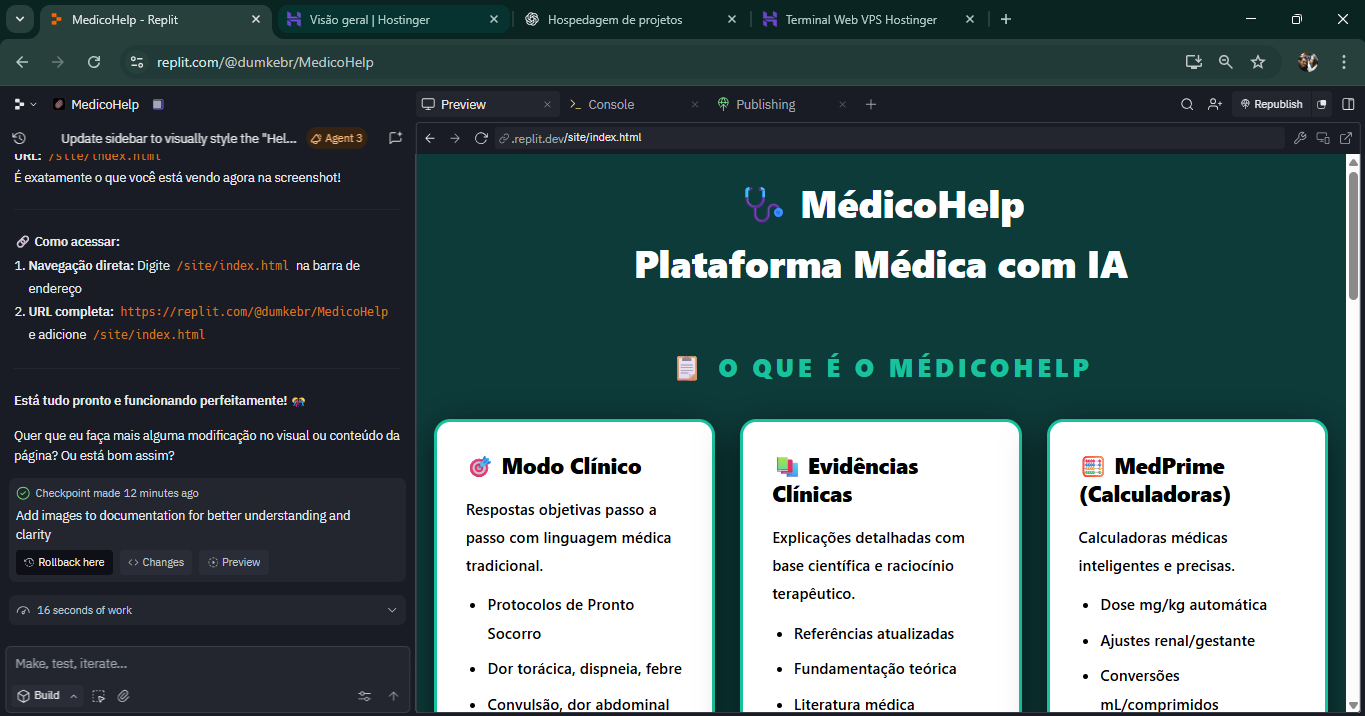 MedicoHelp - Replit
Visão geral | Hostinger
Hospedagem de projetos
Terminal Web VPS Hostinger
replit.com/@dumkebr/MedicoHelp
MedicoHelp
Preview
Console
Publishing
Republish
Update sidebar to visually style the "Hel...
Agent 3
.replit.dev/site/index.html
URL: /site/index.html
É exatamente o que você está vendo agora na screenshot!
Como acessar:
1. Navegação direta: Digite /site/index.html na barra de
endereço
2. URL completa: https://replit.com/@dumkebr/MedicoHelp
e adicione /site/index.html
Está tudo pronto e funcionando perfeitamente!
Quer que eu faça mais alguma modificação no visual ou conteúdo da
página? Ou está bom assim?
Checkpoint made 12 minutes ago
Add images to documentation for better understanding and
clarity
Rollback here
Changes
Preview
16 seconds of work
Make, test, iterate...
Build
MédicoHelp
Plataforma Médica com IA
O QUE É O MÉDICOHELP
Modo Clínico
Respostas objetivas passo a
passo com linguagem médica
tradicional.
• Protocolos de Pronto
Socorro
• Dor torácica, dispneia, febre
• Convulsão, dor abdominal
Evidências
Clínicas
Explicações detalhadas com
base científica e raciocínio
terapêutico.
• Referências atualizadas
• Fundamentação teórica
• Literatura médica
MedPrime
(Calculadoras)
Calculadoras médicas
inteligentes e precisas.
• Dose mg/kg automática
• Ajustes renal/gestante
• Conversões
mL/comprimidos